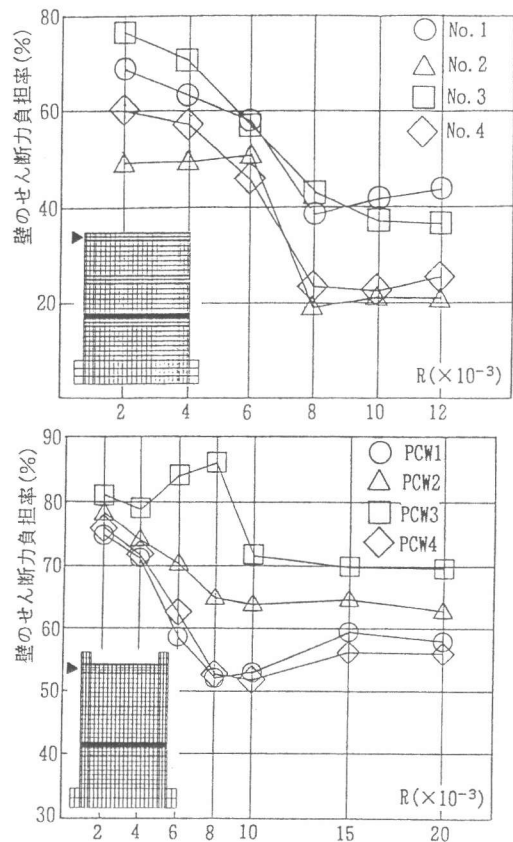 壁のせん断力負担率(%)
80
60
40
20
○ No.1
△ No.2
□ No.3
◇ No.4
R(×10⁻³)
2 4 6 8 10 12
壁のせん断力負担率(%)
90
80
70
60
50
30
○ PCW1
△ PCW2
□ PCW3
◇ PCW4
R(×10⁻³)
2 4 6 8 10 15 20